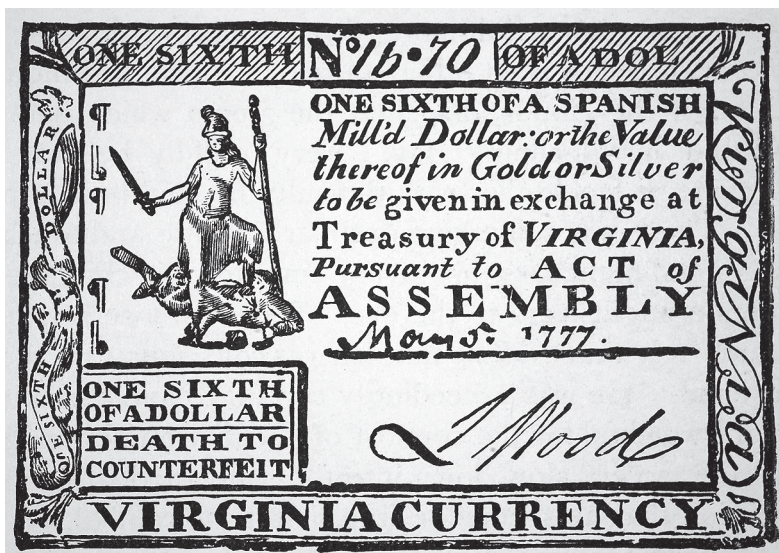 ONE SIXTH No 16•70 OF A DOL
ONE SIXTH OF A SPANISH
Mill'd Dollar: or the Value
thereof in Gold or Silver
to be given in exchange at
Treasury of VIRGINIA,
Pursuant to ACT of
ASSEMBLY
May 5. 1777.
DOLLAR
ONE SIXTH
ONE SIXTH
OF A DOLLAR
DEATH TO
COUNTERFEIT
J Wood
VIRGINIA
VIRGINIA CURRENCY